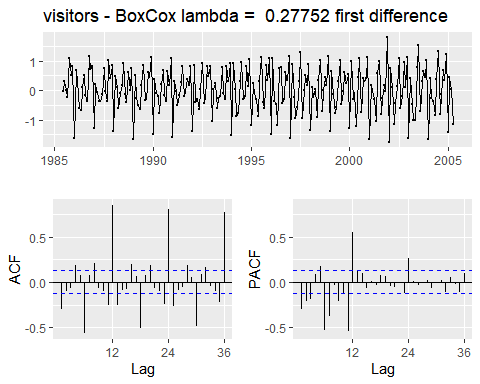 visitors - BoxCox lambda = 0.27752 first difference
1
0
1
1985 1990 1995 2000 2005
ACF
0.5
0.0
-0.5
12 24 36
Lag
PACF
0.5
0.0
-0.5
12 24 36
Lag